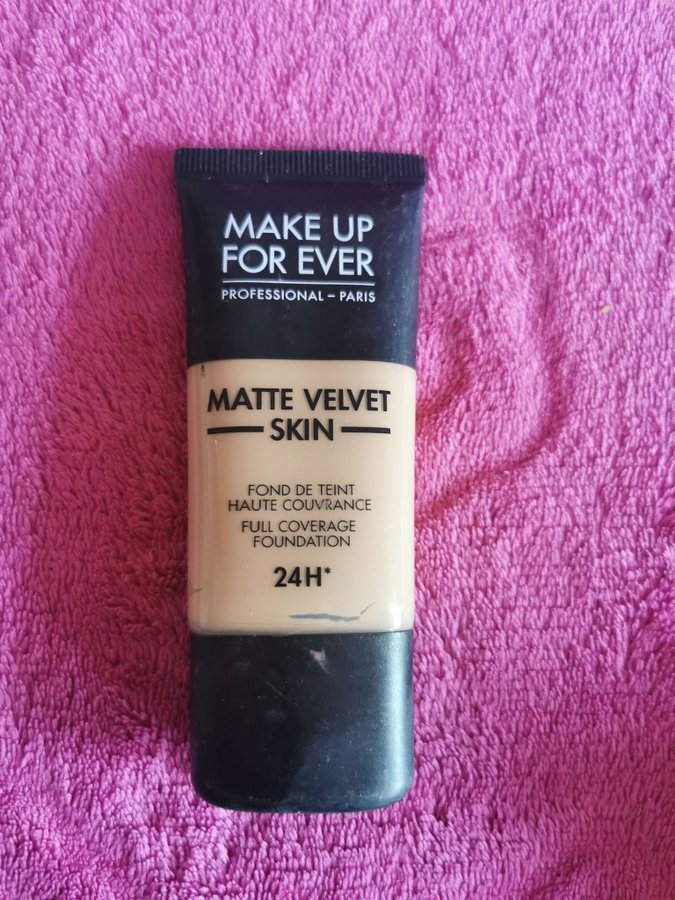 MAKE UP
FOR EVER
PROFESSIONAL – PARIS
MATTE VELVET
SKIN
FOND DE TEINT
HAUTE COUVRANCE
FULL COVERAGE
FOUNDATION
24H*